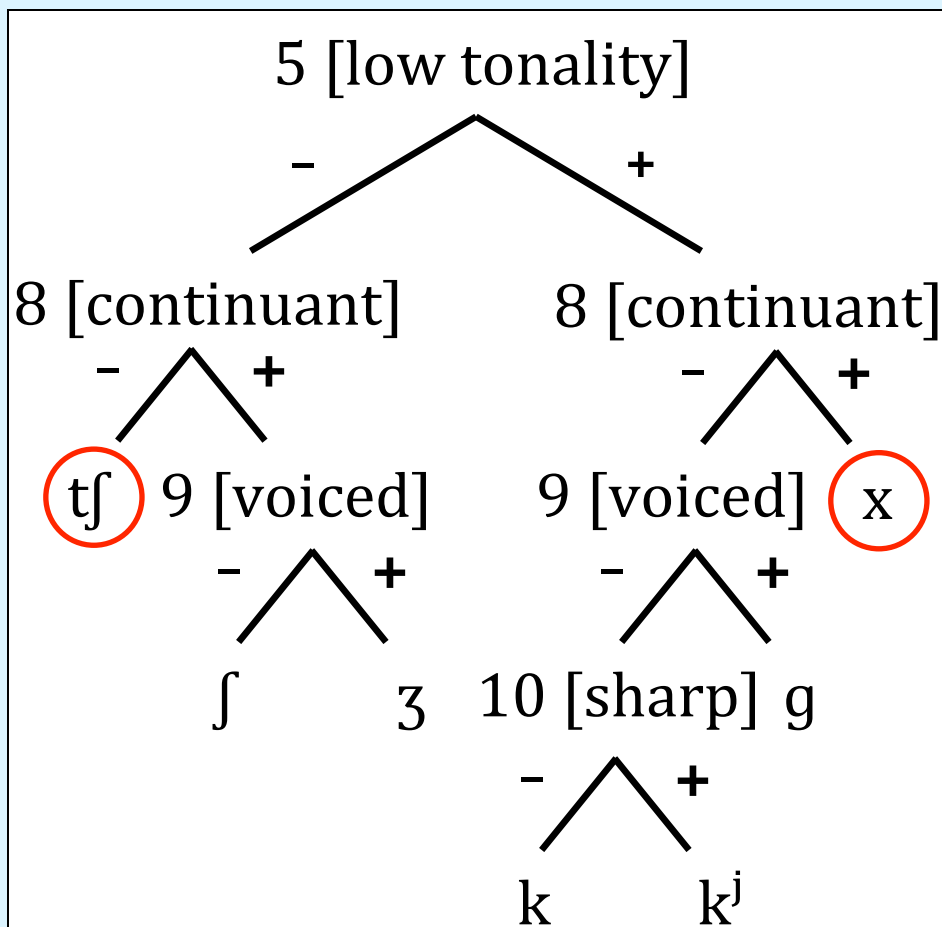 5 [low tonality]
– +
8 [continuant] 8 [continuant]
– + – +
tʃ 9 [voiced] 9 [voiced] x
– + – +
ʃ ʒ 10 [sharp] g
– +
k kʲ